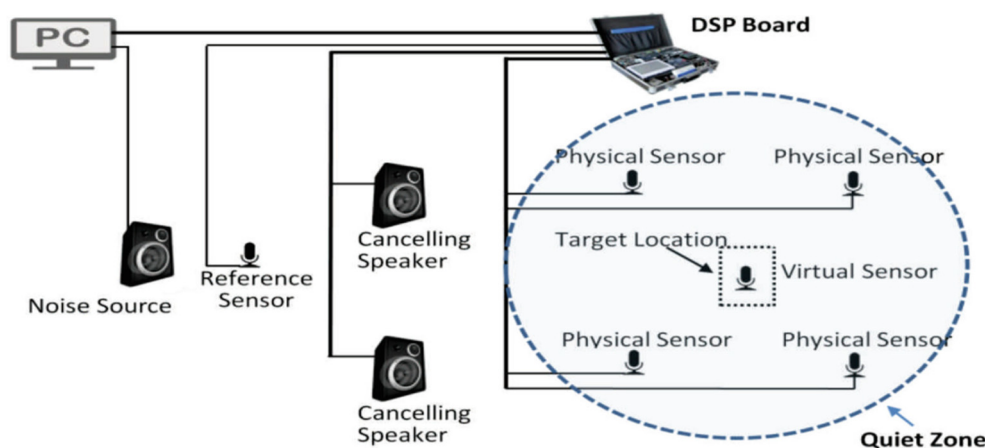 PC
DSP Board
Physical Sensor
Physical Sensor
Cancelling
Speaker
Target Location
Virtual Sensor
Reference
Sensor
Noise Source
Physical Sensor
Physical Sensor
Cancelling
Speaker
Quiet Zone